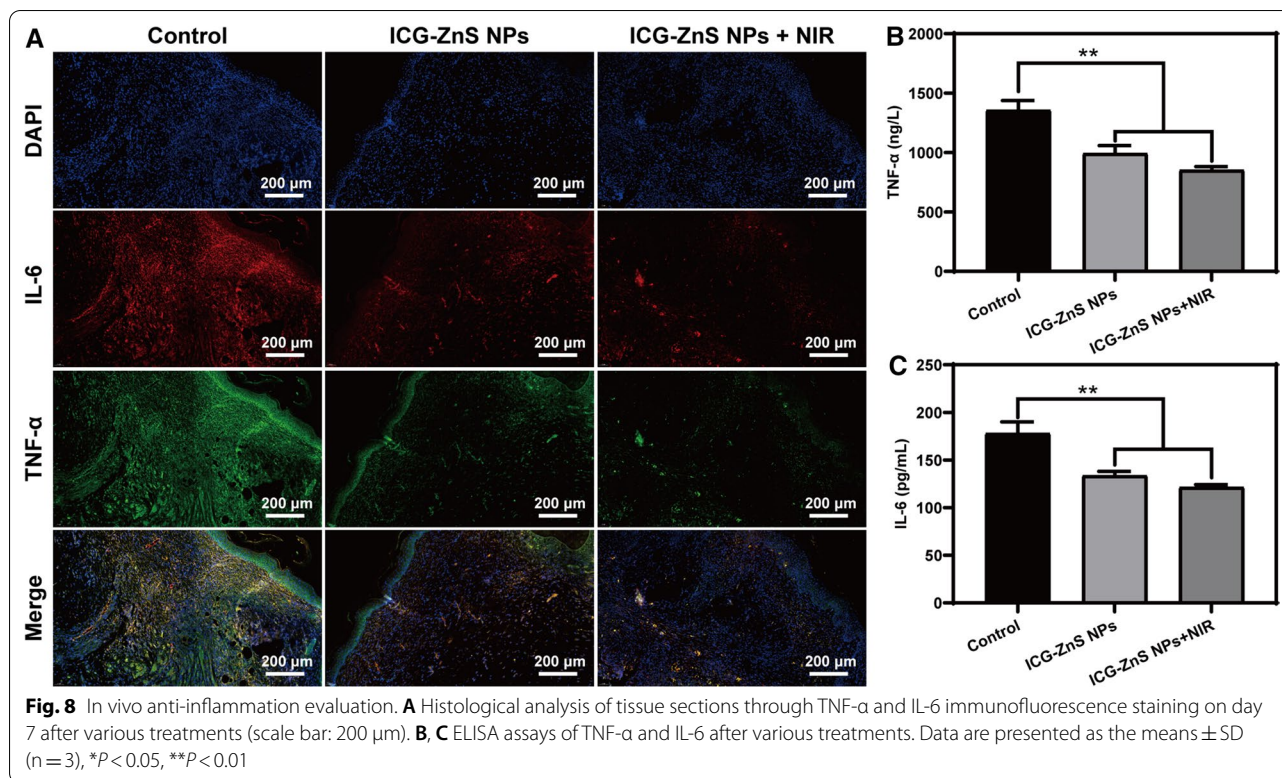 A
Control ICG-ZnS NPs ICG-ZnS NPs + NIR
DAPI
200 μm 200 μm 200 μm
IL-6
200 μm 200 μm 200 μm
TNF-α
200 μm 200 μm 200 μm
Merge
200 μm 200 μm 200 μm
B
2000
1500
1000
500
0
TNF-α (ng/L)
**
Control
ICG-ZnS NPs
ICG-ZnS NPs+NIR
C
250
200
150
100
50
0
IL-6 (pg/mL)
**
Control
ICG-ZnS NPs
ICG-ZnS NPs+NIR
Fig. 8 In vivo anti-inflammation evaluation. A Histological analysis of tissue sections through TNF-α and IL-6 immunofluorescence staining on day
7 after various treatments (scale bar: 200 μm). B, C ELISA assays of TNF-α and IL-6 after various treatments. Data are presented as the means ± SD
(n = 3), *P < 0.05, **P < 0.01